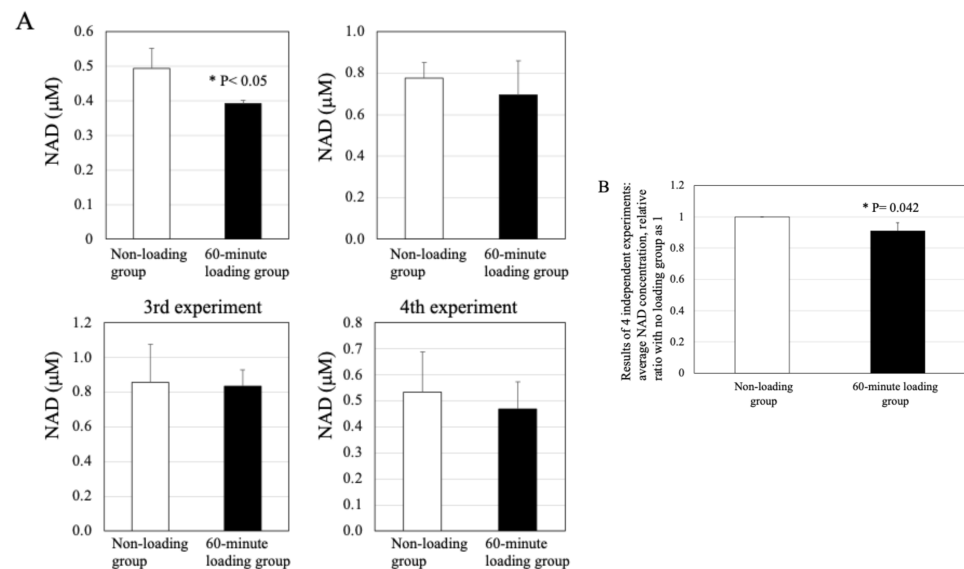 A
NAD (µM)
0.6
0.5
0.4
0.3
0.2
0.1
0
* P< 0.05
Non-loading
group
60-minute
loading group
NAD (µM)
1.0
0.8
0.6
0.4
0.2
0.0
Non-loading
group
60-minute
loading group
3rd experiment
NAD (µM)
1.2
1.0
0.8
0.6
0.4
0.2
0.0
Non-loading
group
60-minute
loading group
4th experiment
NAD (µM)
0.8
0.7
0.6
0.5
0.4
0.3
0.2
0.1
0.0
Non-loading
group
60-minute
loading group
B
Results of 4 independent experiments:
average NAD concentration, relative
ratio with no loading group as 1
1.2
1
0.8
0.6
0.4
0.2
0
* P= 0.042
Non-loading
group
60-minute loading
group